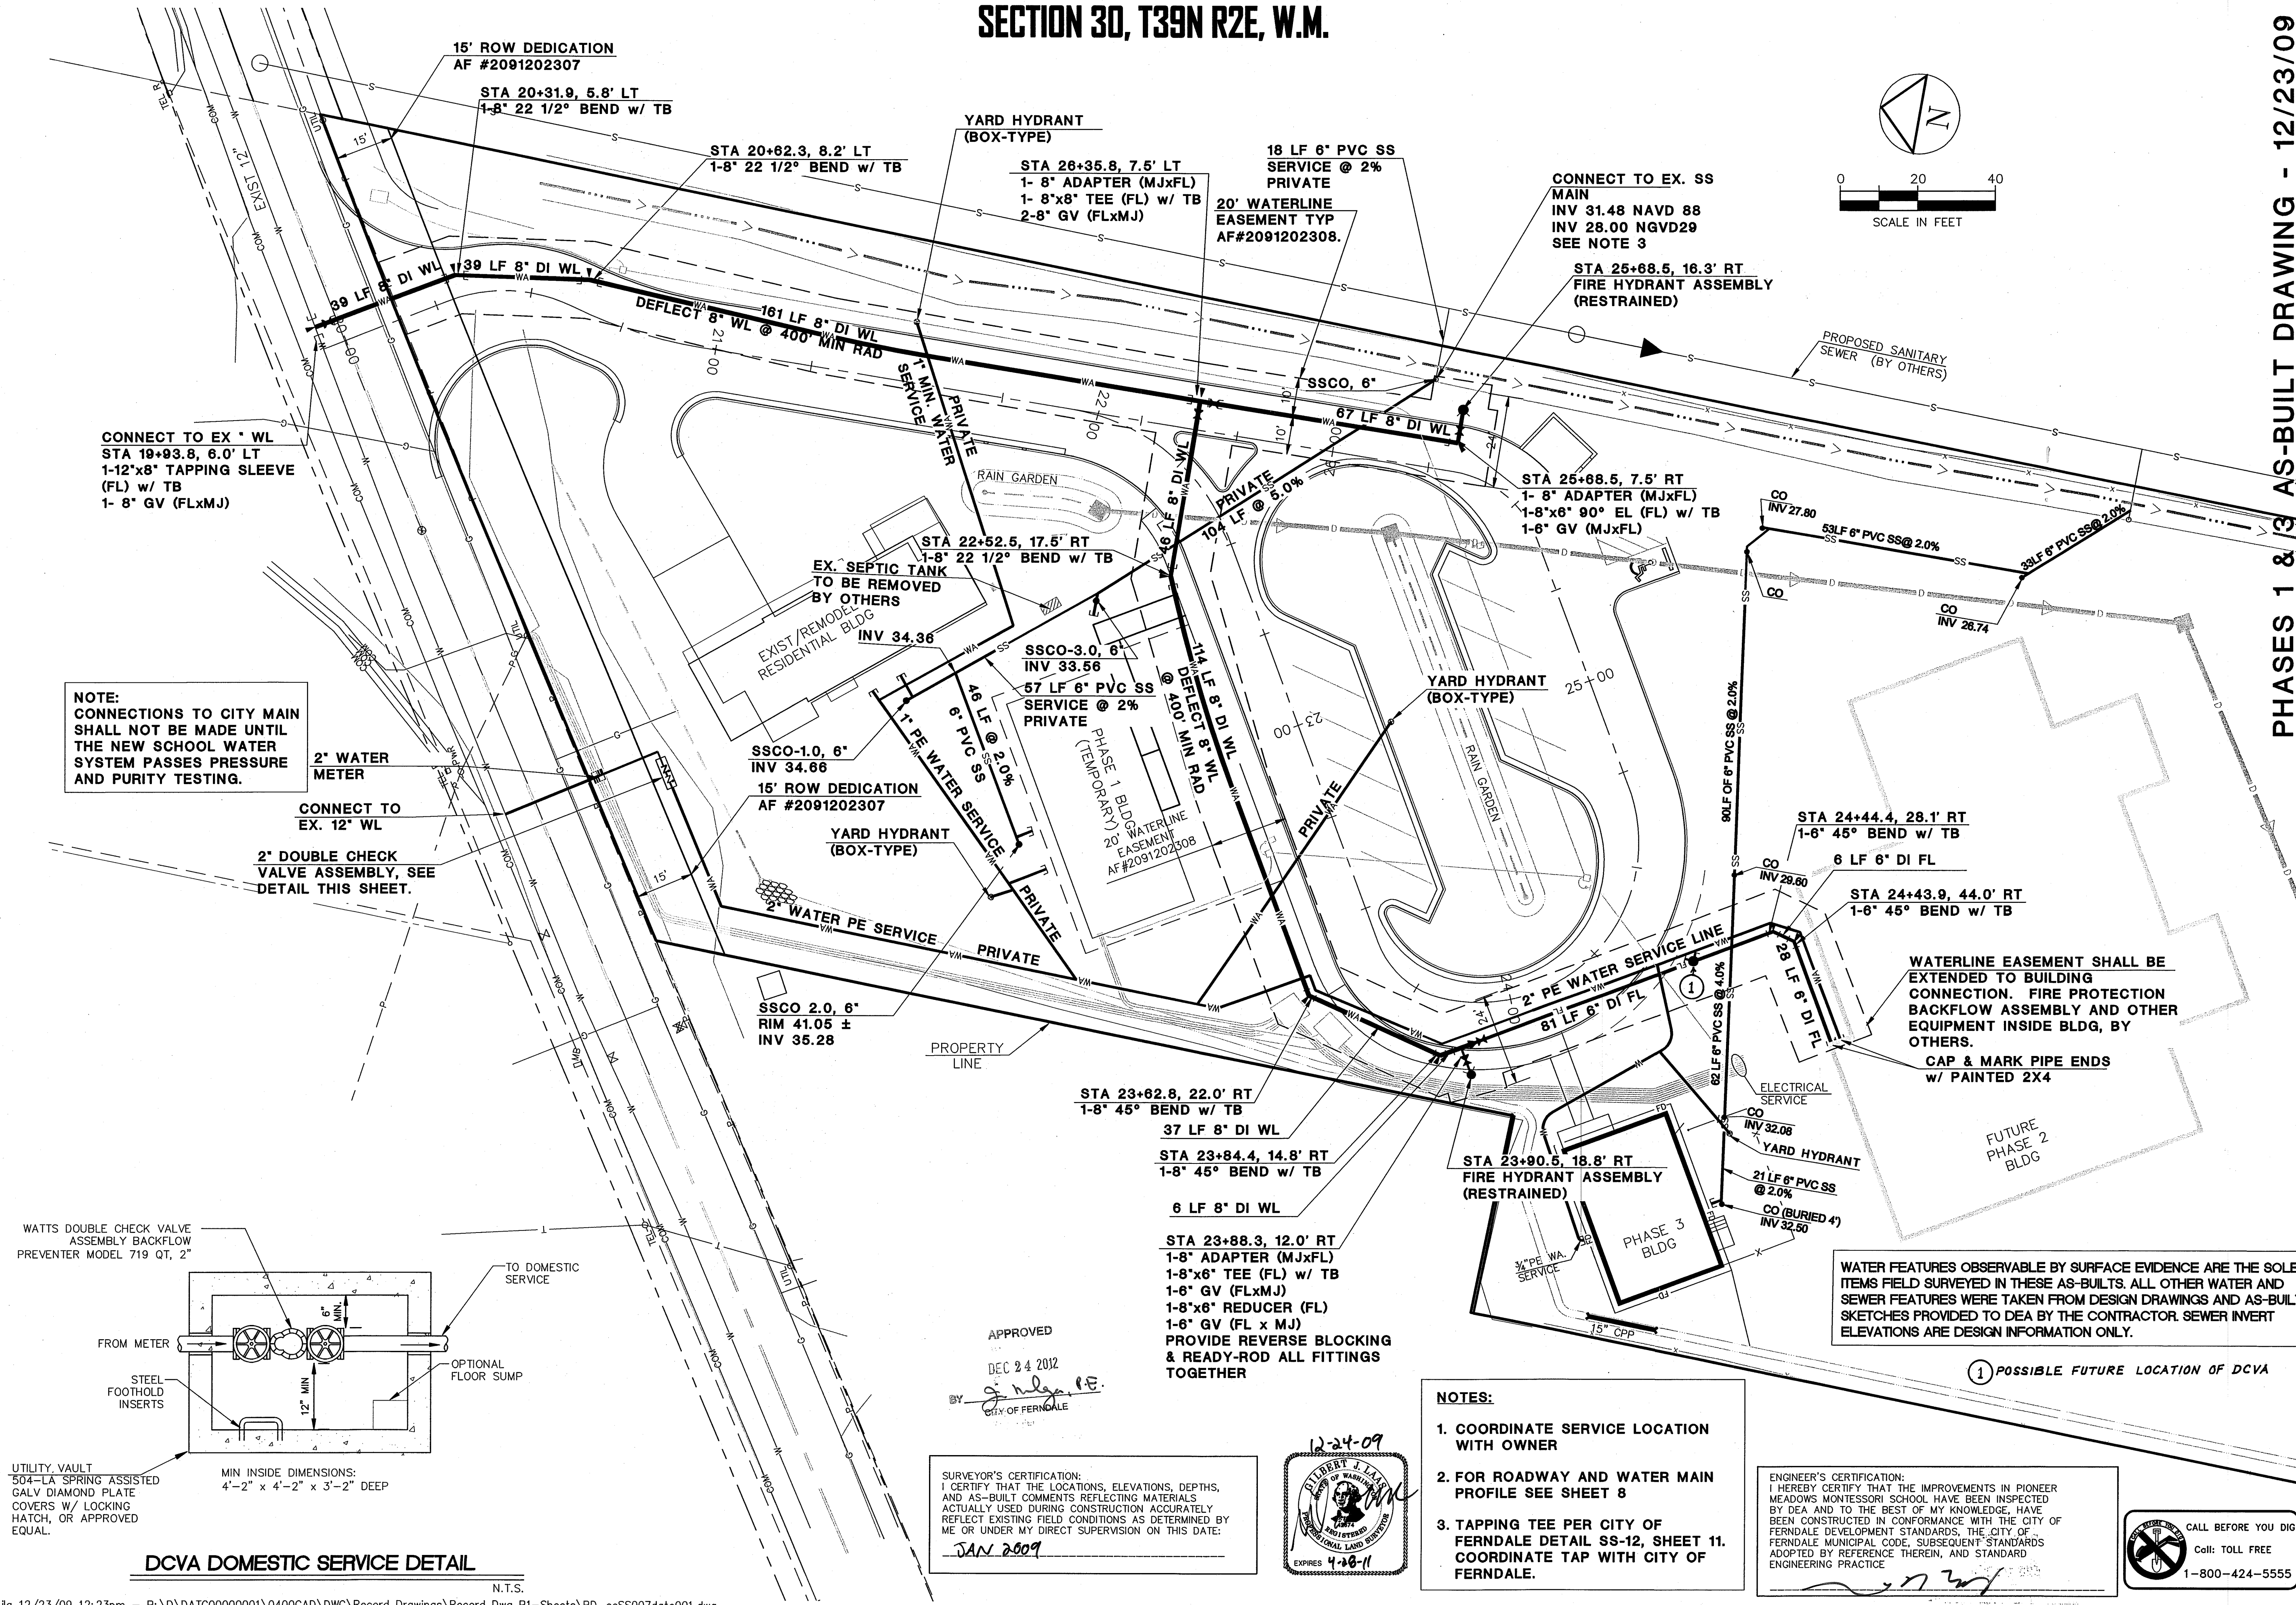 SECTION 30, T39N R2E, W.M.
PHASES 1 & 3 AS-BUILT DRAWING - 12/23/09
15' ROW DEDICATION
AF #2091202307
STA 20+31.9, 5.8' LT
1-8" 22 1/2° BEND w/ TB
STA 20+62.3, 8.2' LT
1-8" 22 1/2° BEND w/ TB
YARD HYDRANT
(BOX-TYPE)
STA 26+35.8, 7.5' LT
1- 8" ADAPTER (MJxFL)
1- 8"x8" TEE (FL) w/ TB
2-8" GV (FLxMJ)
18 LF 6" PVC SS
SERVICE @ 2%
PRIVATE
20' WATERLINE
EASEMENT TYP
AF#2091202308.
CONNECT TO EX. SS
MAIN
INV 31.48 NAVD 88
INV 28.00 NGVD29
SEE NOTE 3
STA 25+68.5, 16.3' RT
FIRE HYDRANT ASSEMBLY
(RESTRAINED)
N
0 20 40
SCALE IN FEET
PROPOSED SANITARY
SEWER (BY OTHERS)
EXIST 12"
15'
39 LF 8" DI WL
39 LF 8" DI WL
161 LF 8" DI WL
DEFLECT 8" WL @ 400' MIN RAD
21+00
22+00
1" MIN. WATER
SERVICE
PRIVATE
SSCO, 6"
10'
10'
67 LF 8" DI WL
26+00
24'
CONNECT TO EX " WL
STA 19+93.8, 6.0' LT
1-12"x8" TAPPING SLEEVE
(FL) w/ TB
1- 8" GV (FLxMJ)
RAIN GARDEN
46 LF 8" DI WL
PRIVATE
104 LF @ 5.0%
STA 25+68.5, 7.5' RT
1- 8" ADAPTER (MJxFL)
1-8"x6" 90° EL (FL) w/ TB
1-6" GV (MJxFL)
CO
INV 27.80
53LF 6" PVC SS@ 2.0%
33LF 6" PVC SS@ 2.0%
CO
CO
INV 26.74
STA 22+52.5, 17.5' RT
1-8" 22 1/2° BEND w/ TB
EX. SEPTIC TANK
TO BE REMOVED
BY OTHERS
EXIST/REMODEL
RESIDENTIAL BLDG
INV 34.36
SSCO-3.0, 6"
INV 33.56
57 LF 6" PVC SS
SERVICE @ 2%
PRIVATE
46 LF @ 2.0%
6" PVC SS
114 LF 8" DI WL
DEFLECT 8" WL
@ 400' MIN RAD
23+00
25+00
YARD HYDRANT
(BOX-TYPE)
RAIN GARDEN
NOTE:
CONNECTIONS TO CITY MAIN
SHALL NOT BE MADE UNTIL
THE NEW SCHOOL WATER
SYSTEM PASSES PRESSURE
AND PURITY TESTING.
2" WATER
METER
CONNECT TO
EX. 12" WL
2" DOUBLE CHECK
VALVE ASSEMBLY, SEE
DETAIL THIS SHEET.
SSCO-1.0, 6"
INV 34.66
15' ROW DEDICATION
AF #2091202307
YARD HYDRANT
(BOX-TYPE)
1" PE WATER SERVICE
PRIVATE
PHASE 1 BLDG
(TEMPORARY)
20' WATERLINE
EASEMENT
AF#2091202308
PRIVATE
15'
2" WATER PE SERVICE PRIVATE
90LF OF 6" PVC SS @ 2.0%
STA 24+44.4, 28.1' RT
1-6" 45° BEND w/ TB
6 LF 6" DI FL
CO
INV 29.60
STA 24+43.9, 44.0' RT
1-6" 45° BEND w/ TB
2" PE WATER SERVICE LINE
81 LF 6" DI FL
1
28 LF 6" DI FL
62 LF 6" PVC SS @ 4.0%
24+00
24'
WATERLINE EASEMENT SHALL BE
EXTENDED TO BUILDING
CONNECTION. FIRE PROTECTION
BACKFLOW ASSEMBLY AND OTHER
EQUIPMENT INSIDE BLDG, BY
OTHERS.
CAP & MARK PIPE ENDS
w/ PAINTED 2X4
SSCO 2.0, 6"
RIM 41.05 ±
INV 35.28
PROPERTY
LINE
STA 23+62.8, 22.0' RT
1-8" 45° BEND w/ TB
37 LF 8" DI WL
STA 23+84.4, 14.8' RT
1-8" 45° BEND w/ TB
6 LF 8" DI WL
STA 23+88.3, 12.0' RT
1-8" ADAPTER (MJxFL)
1-8"x6" TEE (FL) w/ TB
1-6" GV (FLxMJ)
1-8"x6" REDUCER (FL)
1-6" GV (FL x MJ)
PROVIDE REVERSE BLOCKING
& READY-ROD ALL FITTINGS
TOGETHER
STA 23+90.5, 18.8' RT
FIRE HYDRANT ASSEMBLY
(RESTRAINED)
ELECTRICAL
SERVICE
CO
INV 32.08
YARD HYDRANT
21 LF 6" PVC SS
@ 2.0%
CO (BURIED 4')
INV 32.50
FUTURE
PHASE 2
BLDG
PHASE 3
BLDG
3/4" PE WA.
SERVICE
15" CPP
WATER FEATURES OBSERVABLE BY SURFACE EVIDENCE ARE THE SOLE
ITEMS FIELD SURVEYED IN THESE AS-BUILTS. ALL OTHER WATER AND
SEWER FEATURES WERE TAKEN FROM DESIGN DRAWINGS AND AS-BUILT
SKETCHES PROVIDED TO DEA BY THE CONTRACTOR. SEWER INVERT
ELEVATIONS ARE DESIGN INFORMATION ONLY.
1 POSSIBLE FUTURE LOCATION OF DCVA
WATTS DOUBLE CHECK VALVE
ASSEMBLY BACKFLOW
PREVENTER MODEL 719 QT, 2"
TO DOMESTIC
SERVICE
6"
MIN.
FROM METER
STEEL
FOOTHOLD
INSERTS
12" MIN
OPTIONAL
FLOOR SUMP
UTILITY VAULT
504-LA SPRING ASSISTED
GALV DIAMOND PLATE
COVERS W/ LOCKING
HATCH, OR APPROVED
EQUAL.
MIN INSIDE DIMENSIONS:
4'-2" x 4'-2" x 3'-2" DEEP
DCVA DOMESTIC SERVICE DETAIL
N.T.S.
APPROVED
DEC 24 2012
BY P.E.
CITY OF FERNDALE
SURVEYOR'S CERTIFICATION:
I CERTIFY THAT THE LOCATIONS, ELEVATIONS, DEPTHS,
AND AS-BUILT COMMENTS REFLECTING MATERIALS
ACTUALLY USED DURING CONSTRUCTION ACCURATELY
REFLECT EXISTING FIELD CONDITIONS AS DETERMINED BY
ME OR UNDER MY DIRECT SUPERVISION ON THIS DATE:
JAN 2009
12-24-09
GILBERT J. LAAS
STATE OF WASHINGTON
REGISTERED
PROFESSIONAL LAND SURVEYOR
EXPIRES 4-28-11
NOTES:
1. COORDINATE SERVICE LOCATION
WITH OWNER
2. FOR ROADWAY AND WATER MAIN
PROFILE SEE SHEET 8
3. TAPPING TEE PER CITY OF
FERNDALE DETAIL SS-12, SHEET 11.
COORDINATE TAP WITH CITY OF
FERNDALE.
ENGINEER'S CERTIFICATION:
I HEREBY CERTIFY THAT THE IMPROVEMENTS IN PIONEER
MEADOWS MONTESSORI SCHOOL HAVE BEEN INSPECTED
BY DEA AND TO THE BEST OF MY KNOWLEDGE, HAVE
BEEN CONSTRUCTED IN CONFORMANCE WITH THE CITY OF
FERNDALE DEVELOPMENT STANDARDS, THE CITY OF
FERNDALE MUNICIPAL CODE, SUBSEQUENT STANDARDS
ADOPTED BY REFERENCE THEREIN, AND STANDARD
ENGINEERING PRACTICE
CALL BEFORE YOU DIG
Call: TOLL FREE
1-800-424-5555